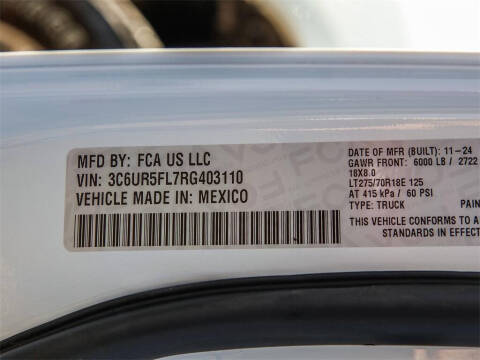 MFD BY: FCA US LLC
VIN: 3C6UR5FL7RG403110
VEHICLE MADE IN: MEXICO
DATE OF MFR (BUILT): 11-24
GAWR FRONT: 6000 LB / 2722
18X8.0
LT275/70R18E 125
AT 415 kPa / 60 PSI
TYPE: TRUCK PAIN
THIS VEHICLE CONFORMS TO A
STANDARDS IN EFFECT